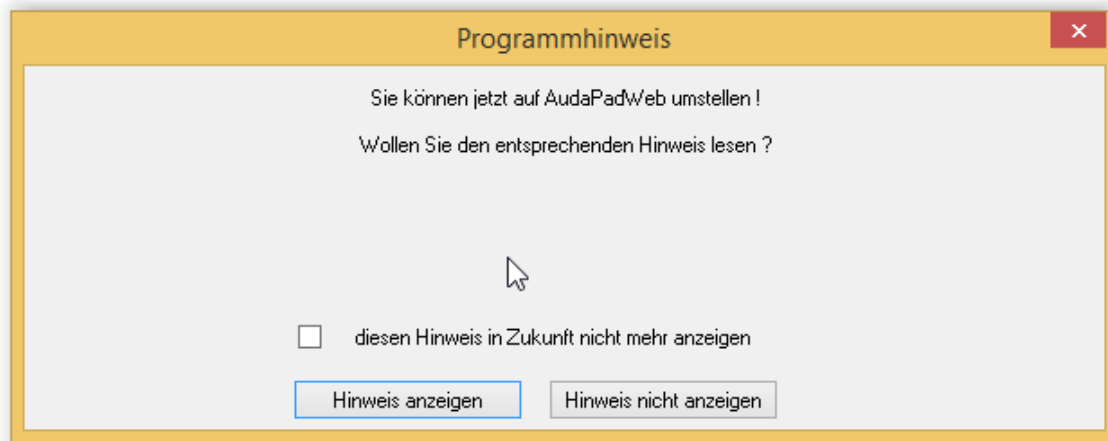 Programmhinweis
Sie können jetzt auf AudaPadWeb umstellen !
Wollen Sie den entsprechenden Hinweis lesen ?
diesen Hinweis in Zukunft nicht mehr anzeigen
Hinweis anzeigen
Hinweis nicht anzeigen